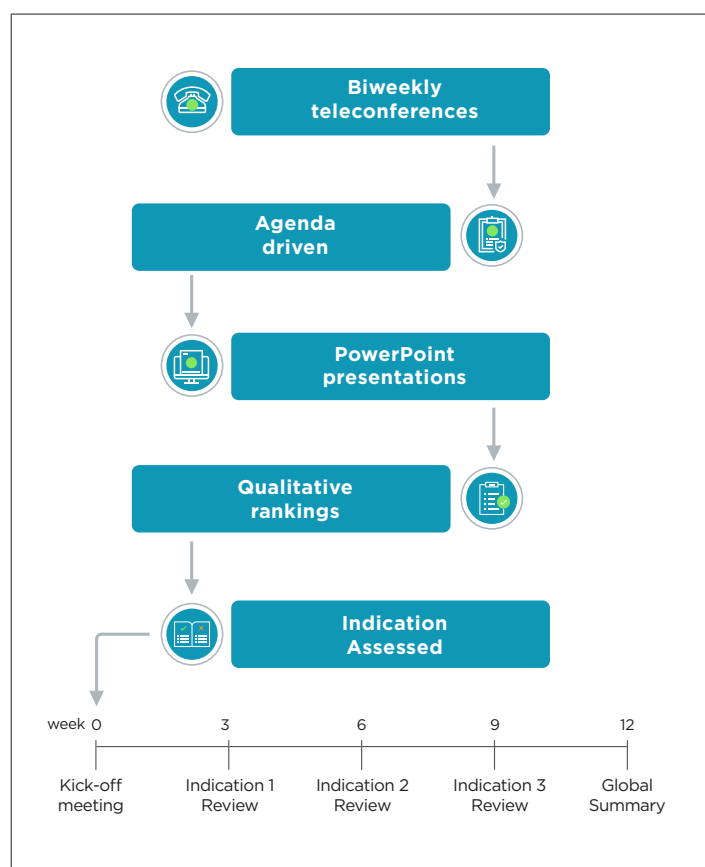 Biweekly
teleconferences
Agenda
driven
PowerPoint
presentations
Qualitative
rankings
Indication
Assessed
week 0 3 6 9 12
Kick-off Indication 1 Indication 2 Indication 3 Global
meeting Review Review Review Summary